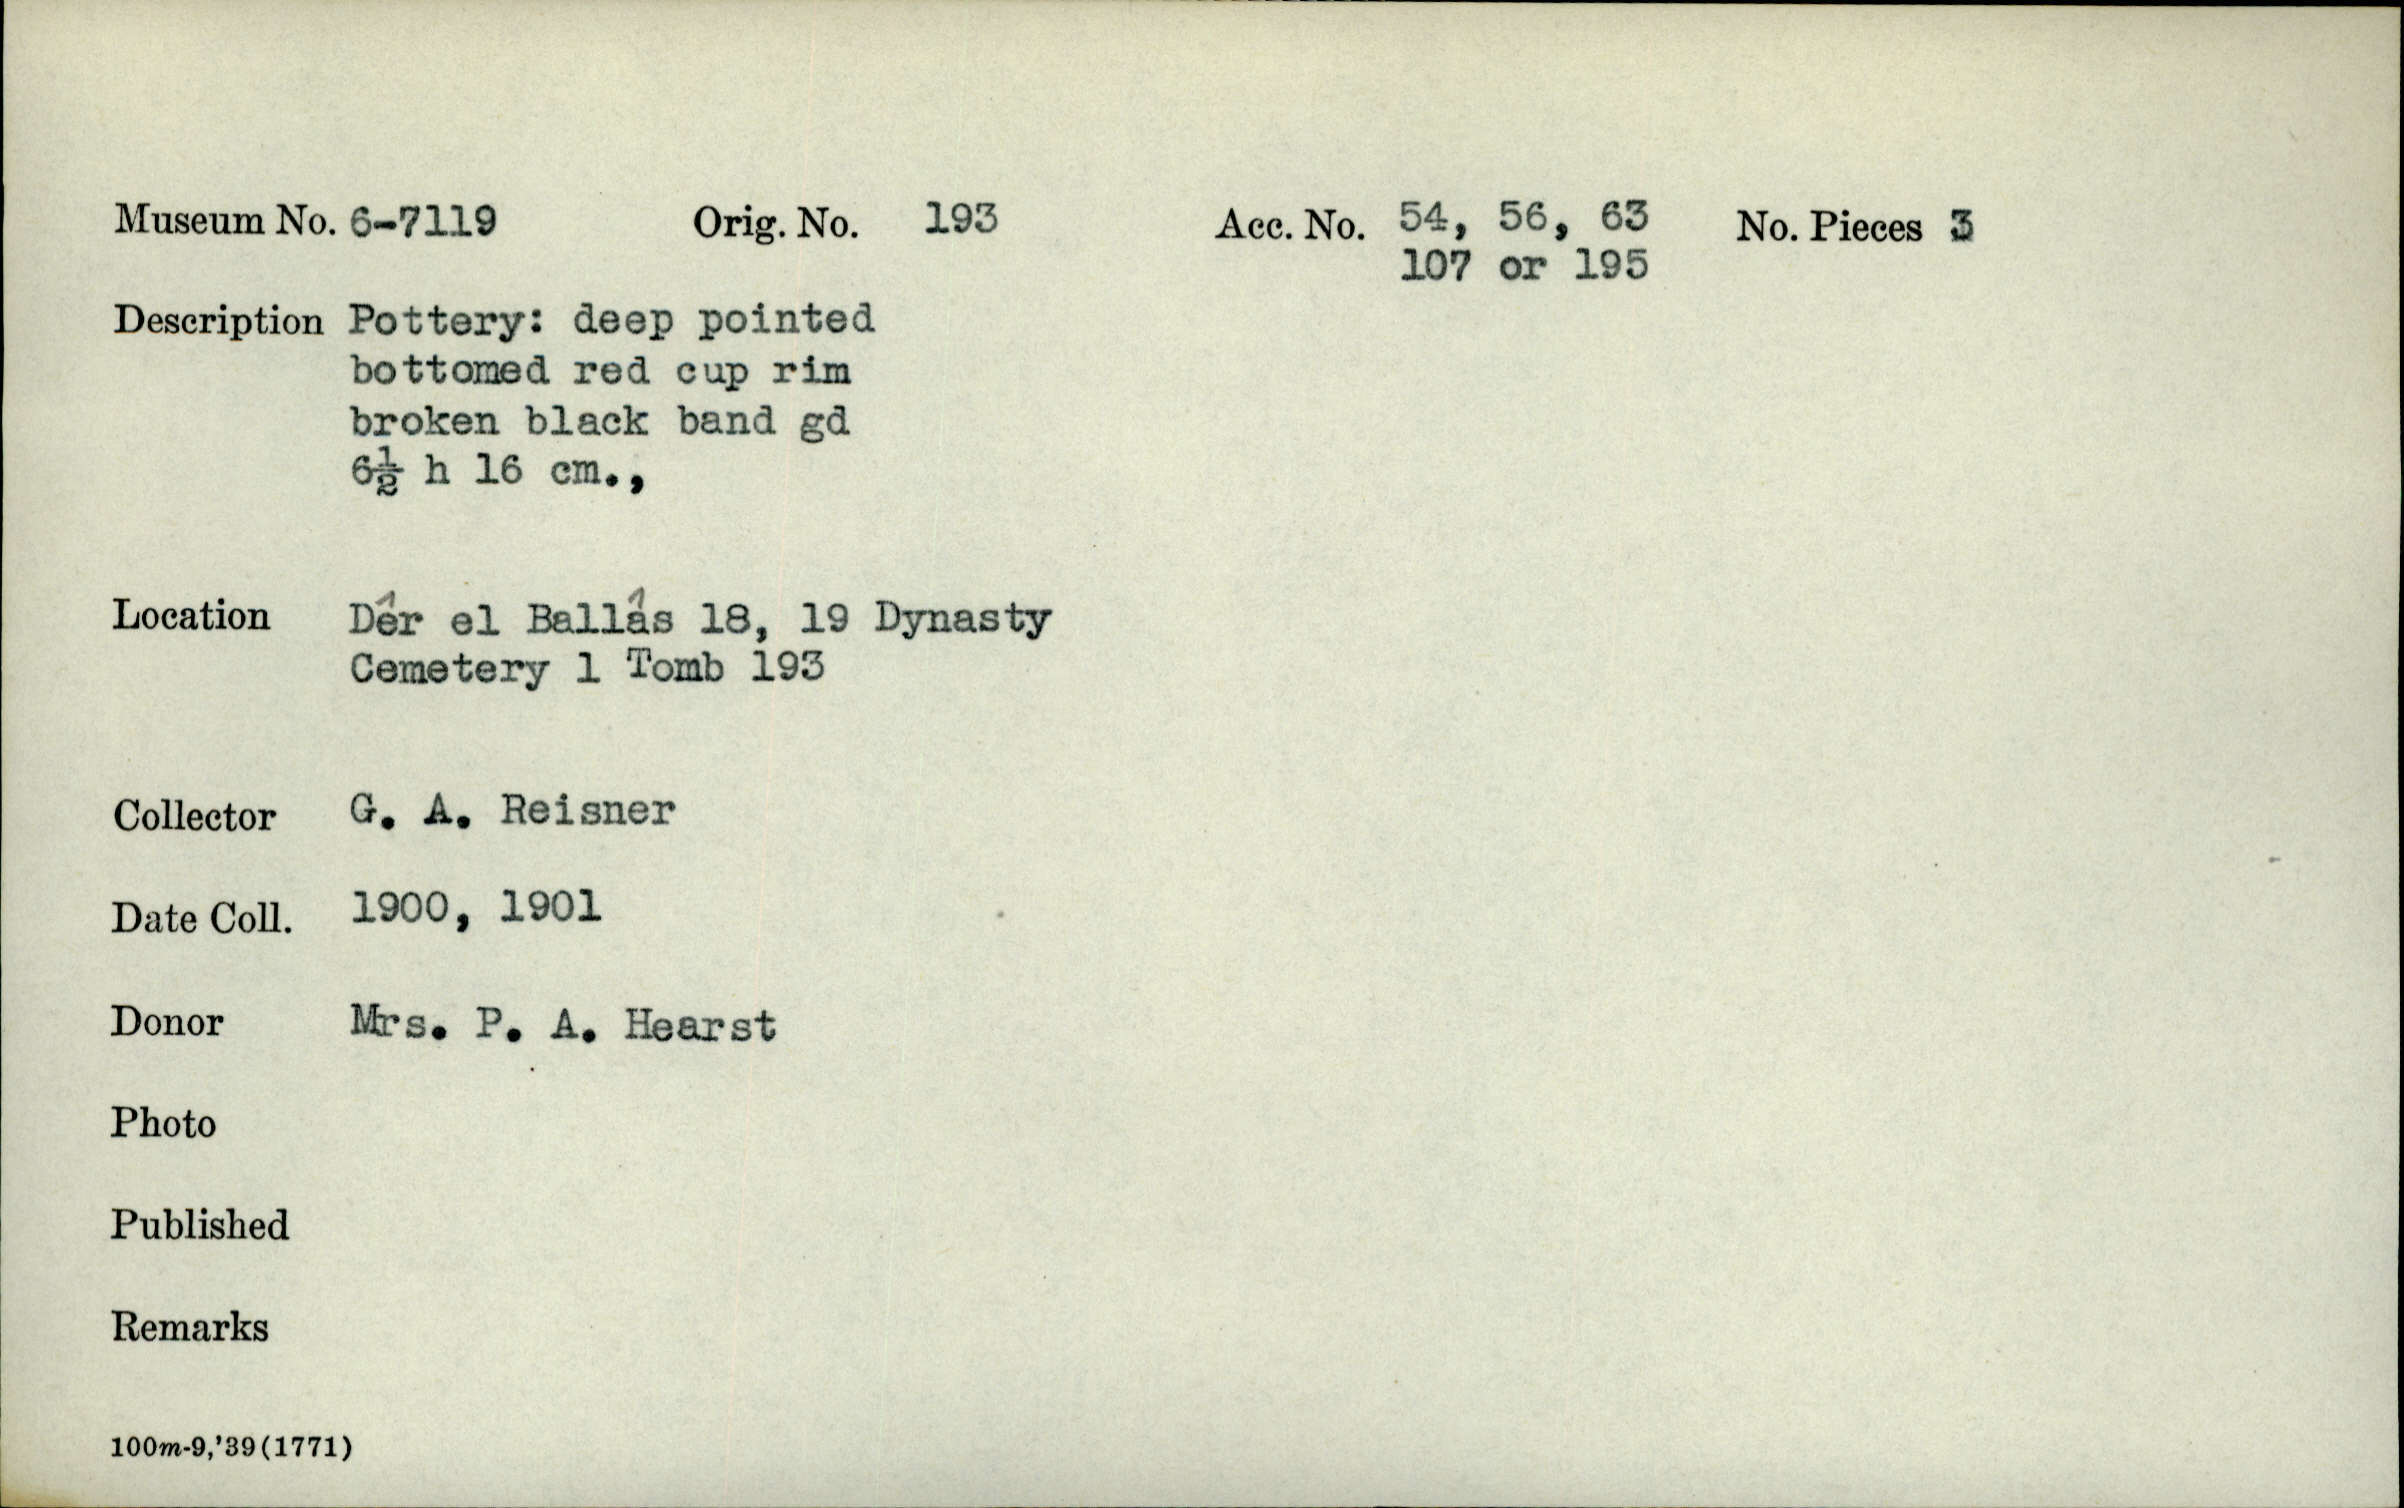 Museum No. 6-7119 Orig. No. 193 Acc. No. 54, 56, 63 No. Pieces 3
107 or 195
Description Pottery: deep pointed
bottomed red cup rim
broken black band gd
6½ h 16 cm.,
Location Dêr el Ballâs 18, 19 Dynasty
Cemetery 1 Tomb 193
Collector G. A. Reisner
Date Coll. 1900, 1901
Donor Mrs. P. A. Hearst
Photo
Published
Remarks
100m-9,'39(1771)